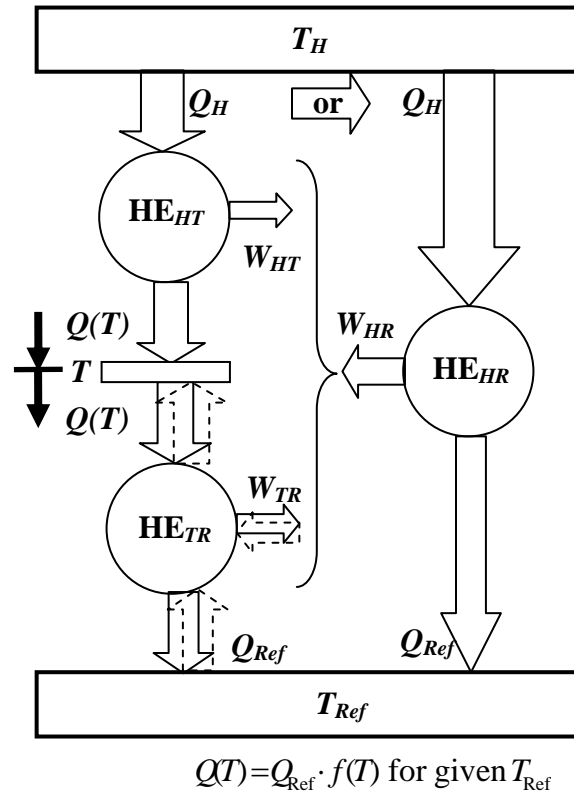 T_H
Q_H or Q_H
HE_HT
W_HT
Q(T) W_HR
T HE_HR
Q(T)
W_TR
HE_TR
Q_Ref Q_Ref
T_Ref
Q(T)=Q_Ref·f(T) for given T_Ref